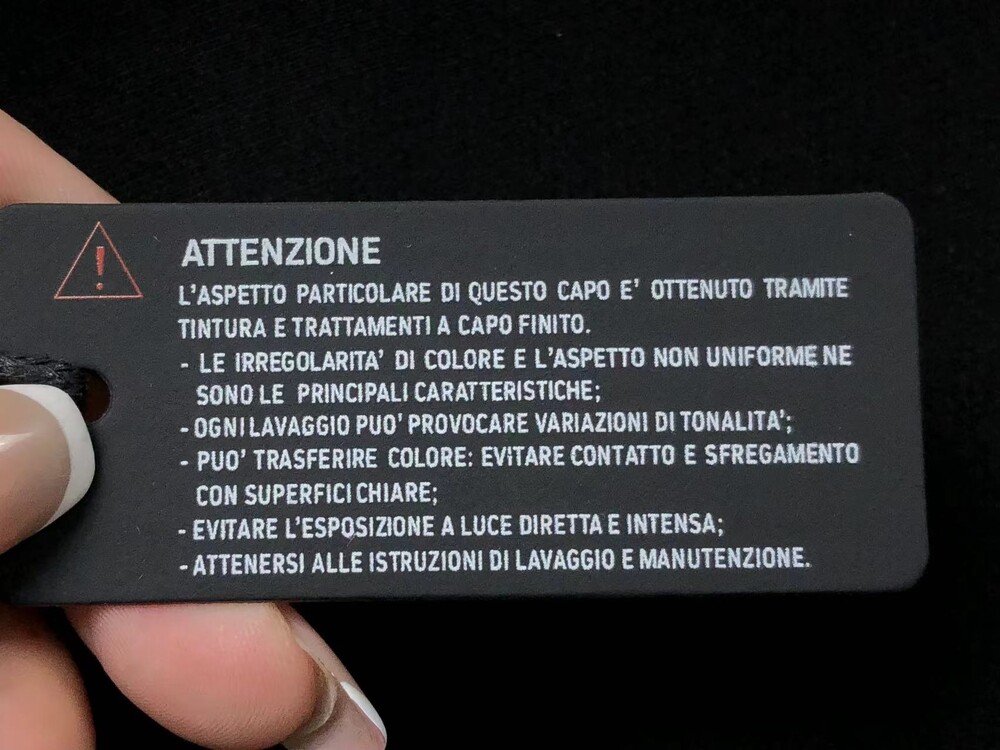 ATTENZIONE
L'ASPETTO PARTICOLARE DI QUESTO CAPO E' OTTENUTO TRAMITE
TINTURA E TRATTAMENTI A CAPO FINITO.
- LE IRREGOLARITA' DI COLORE E L'ASPETTO NON UNIFORME NE
SONO LE PRINCIPALI CARATTERISTICHE;
- OGNI LAVAGGIO PUO' PROVOCARE VARIAZIONI DI TONALITA';
- PUO' TRASFERIRE COLORE: EVITARE CONTATTO E SFREGAMENTO
CON SUPERFICI CHIARE;
- EVITARE L'ESPOSIZIONE A LUCE DIRETTA E INTENSA;
- ATTENERSI ALLE ISTRUZIONI DI LAVAGGIO E MANUTENZIONE.